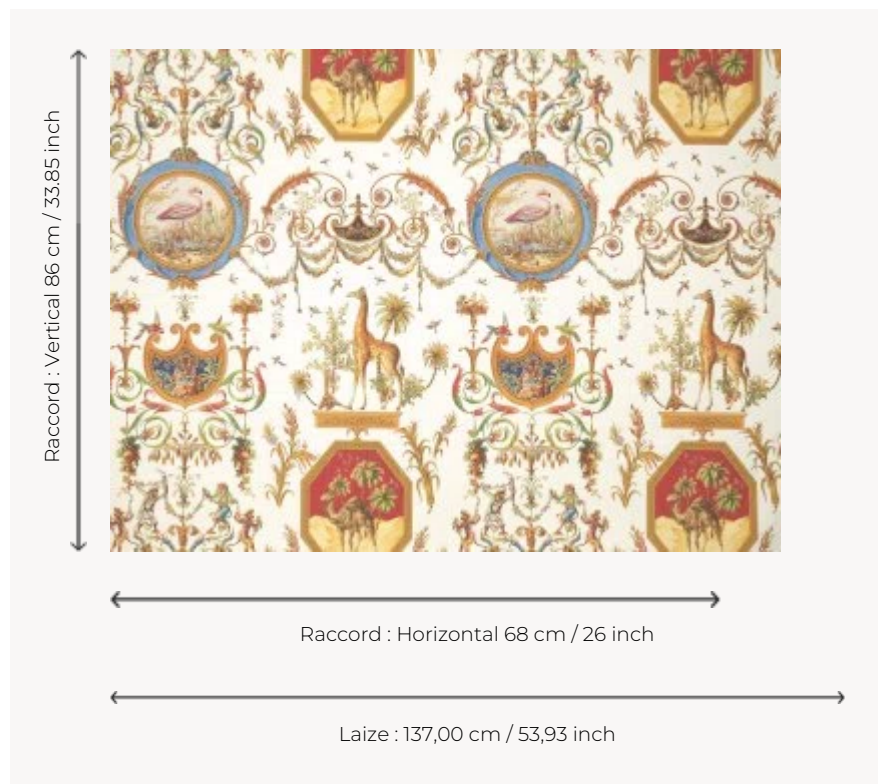 Raccord : Vertical 86 cm / 33.85 inch
Raccord : Horizontal 68 cm / 26 inch
Laize : 137,00 cm / 53,93 inch